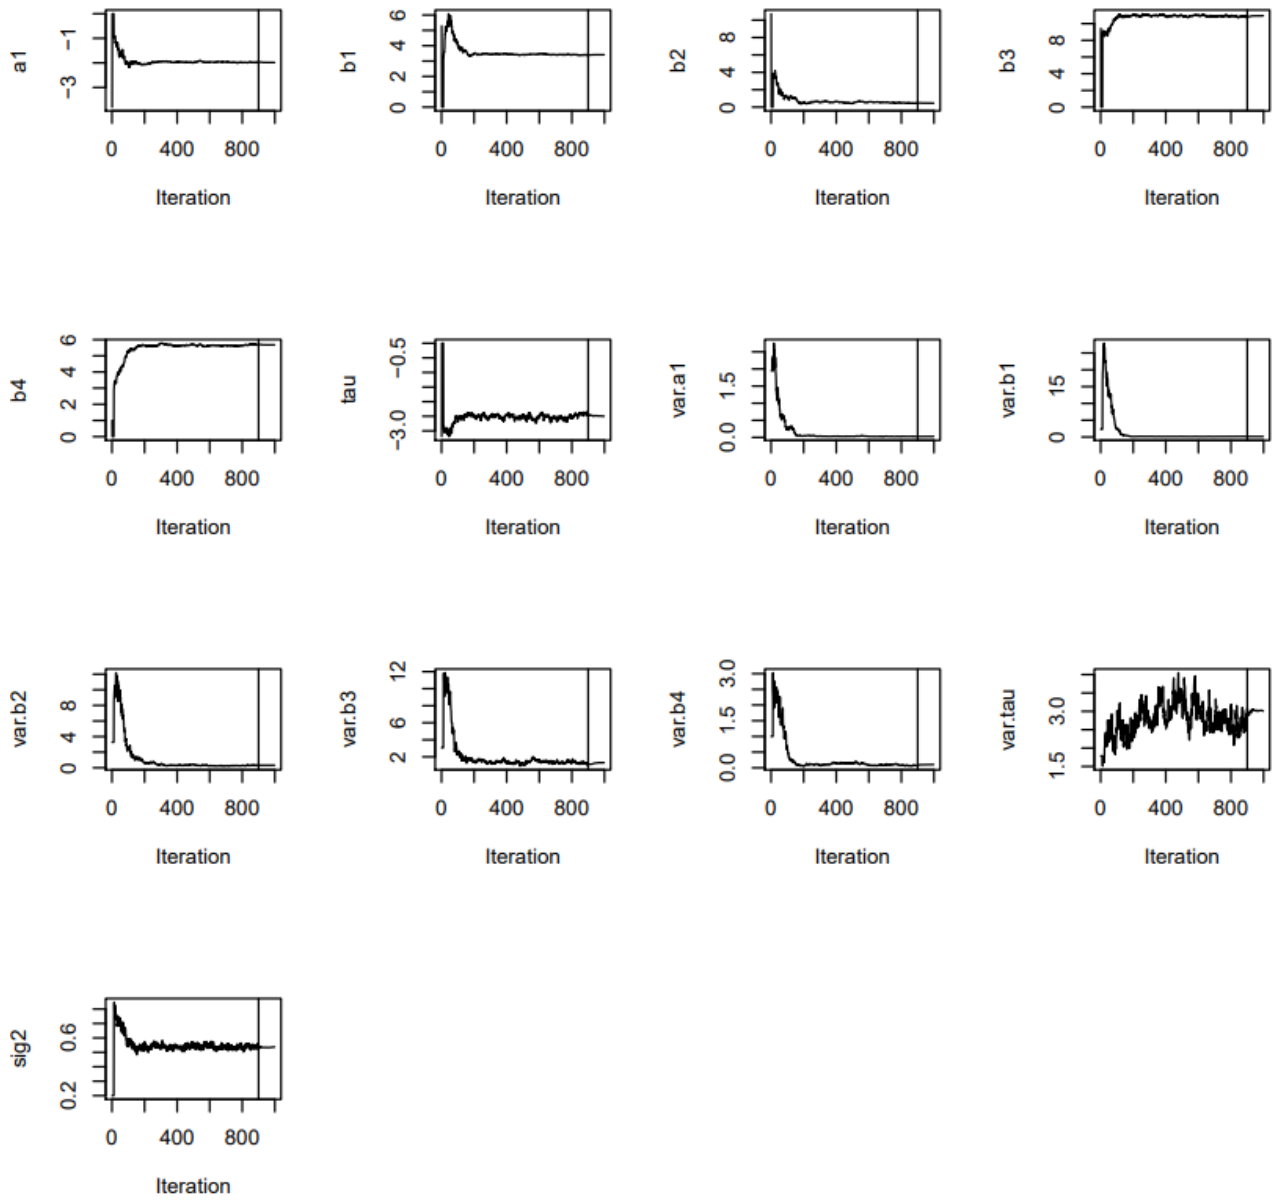 a1
−1
−3
0 400 800
Iteration
b1
6
4
2
0
0 400 800
Iteration
b2
8
4
0
0 400 800
Iteration
b3
8
4
0
0 400 800
Iteration
b4
6
4
2
0
0 400 800
Iteration
tau
−0.5
−3.0
0 400 800
Iteration
var.a1
1.5
0.0
0 400 800
Iteration
var.b1
15
0
0 400 800
Iteration
var.b2
8
4
0
0 400 800
Iteration
var.b3
12
6
2
0 400 800
Iteration
var.b4
3.0
1.5
0.0
0 400 800
Iteration
var.tau
3.0
1.5
0 400 800
Iteration
sig2
0.6
0.2
0 400 800
Iteration